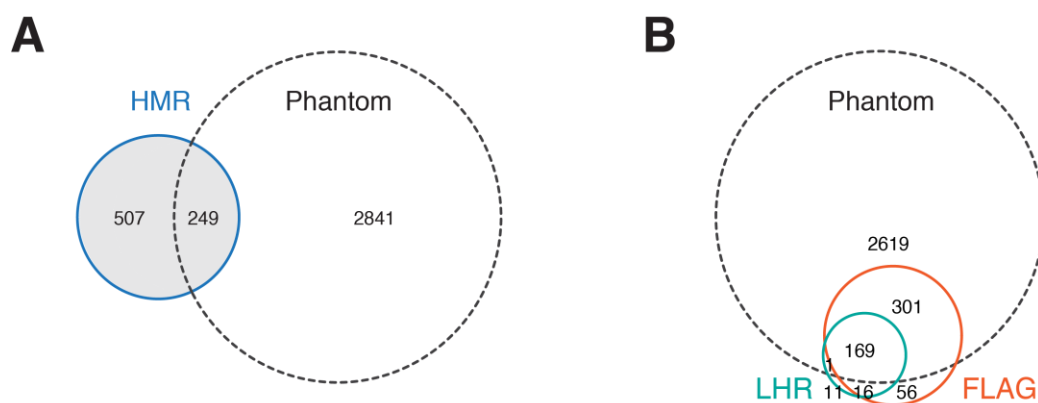 A
HMR
Phantom
507
249
2841
B
Phantom
2619
301
169
1
LHR
11
16
56
FLAG